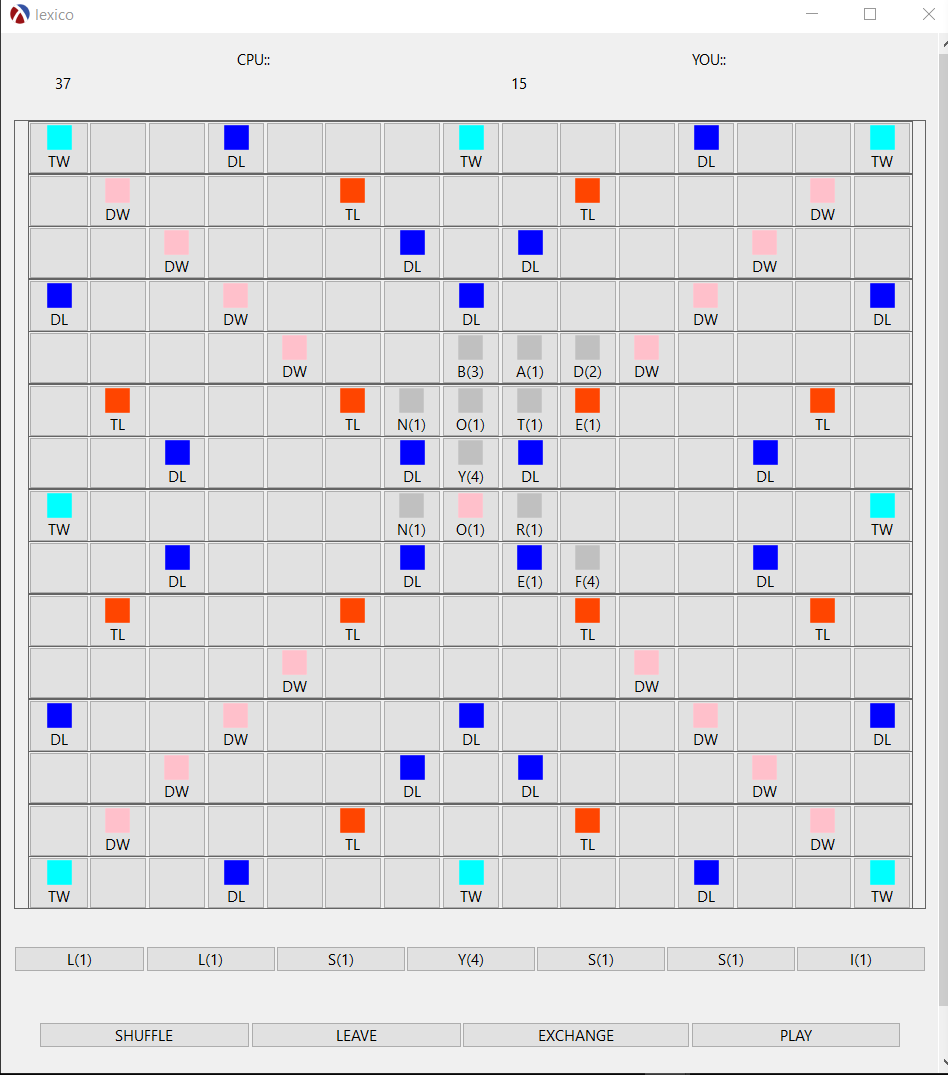 lexico
CPU:: YOU::
37 15
TW DL TW DL TW
DW TL TL DW
DW DL DL DW
DL DW DL DW DL
DW B(3) A(1) D(2) DW
TL TL N(1) O(1) T(1) E(1) TL
DL DL Y(4) DL DL
TW N(1) O(1) R(1) TW
DL DL E(1) F(4) DL
TL TL TL TL
DW DW
DL DW DL DW DL
DW DL DL DW
DW TL TL DW
TW DL TW DL TW
L(1) L(1) S(1) Y(4) S(1) S(1) I(1)
SHUFFLE LEAVE EXCHANGE PLAY